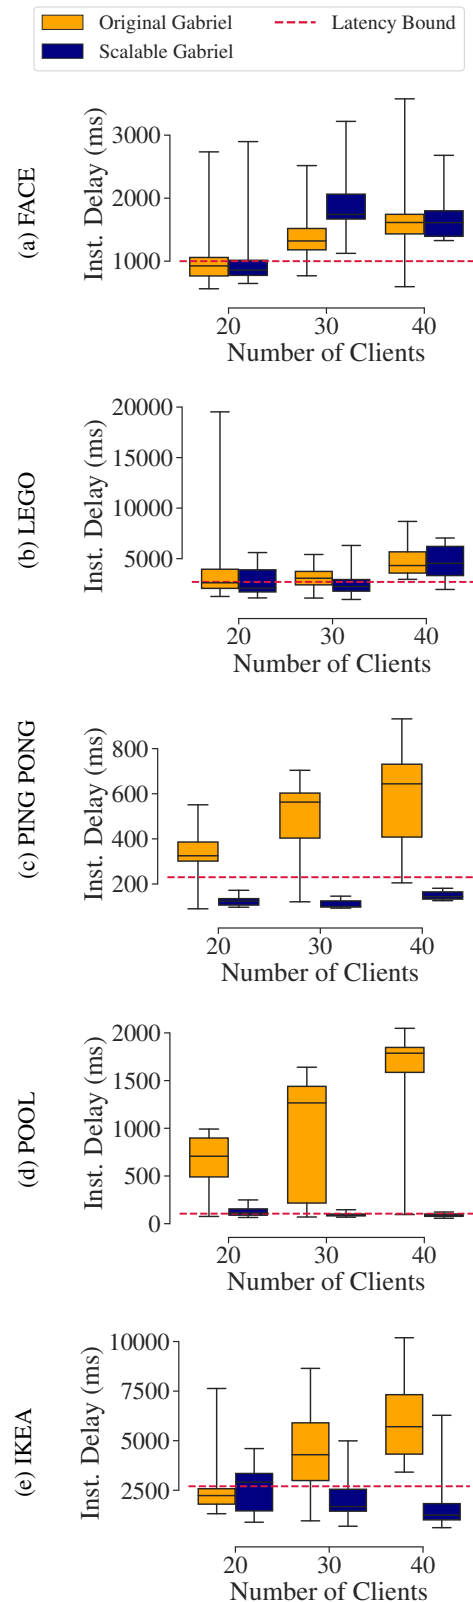 Original Gabriel
Latency Bound
Scalable Gabriel
(a) FACE
Inst. Delay (ms)
3000
2000
1000
20 30 40
Number of Clients
(b) LEGO
Inst. Delay (ms)
20000
15000
10000
5000
20 30 40
Number of Clients
(c) PING PONG
Inst. Delay (ms)
800
600
400
200
20 30 40
Number of Clients
(d) POOL
Inst. Delay (ms)
2000
1500
1000
500
0
20 30 40
Number of Clients
(e) IKEA
Inst. Delay (ms)
10000
7500
5000
2500
20 30 40
Number of Clients